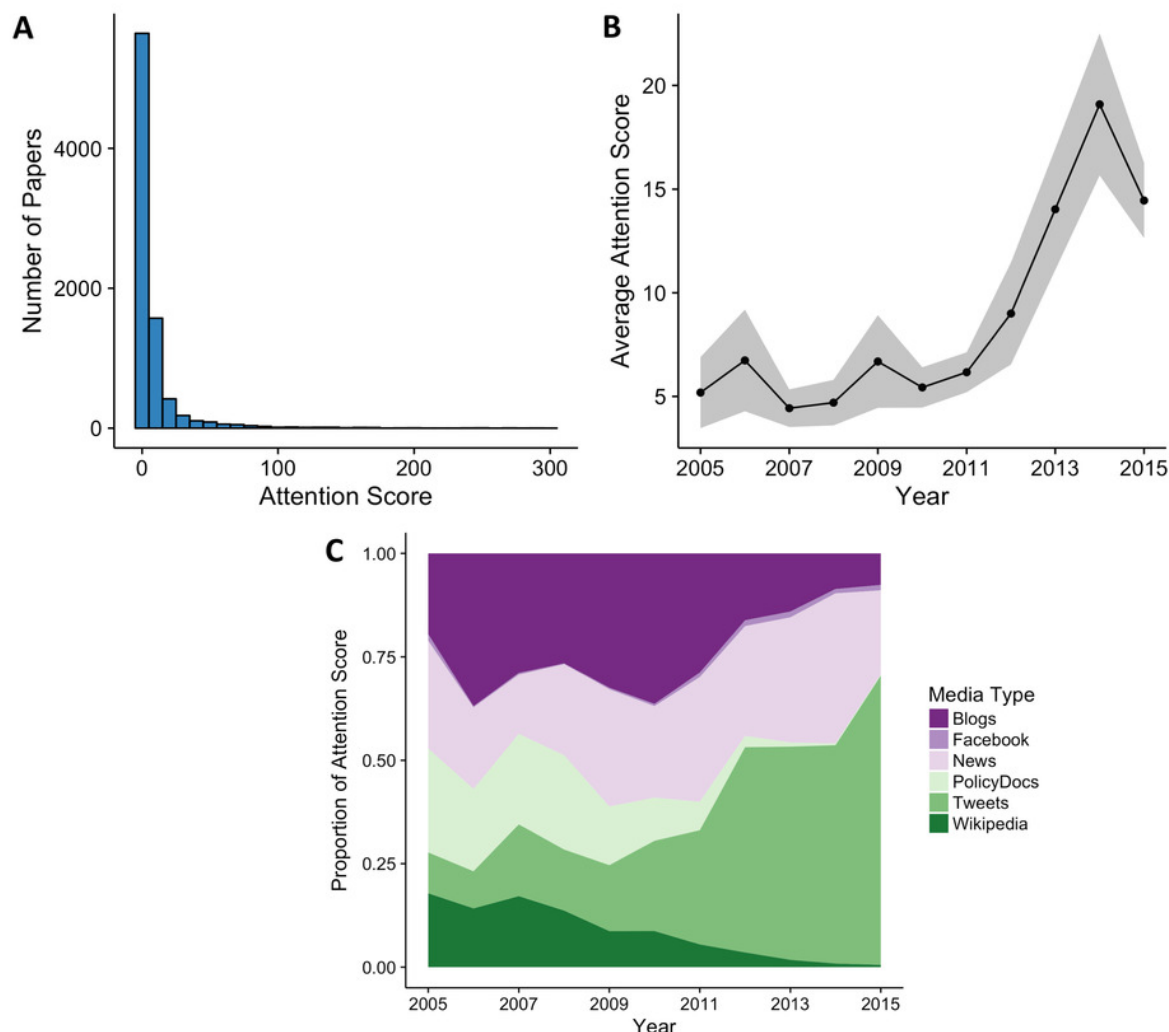 A
Number of Papers
4000
2000
0
0
100
200
300
Attention Score
B
Average Attention Score
20
15
10
5
2005
2007
2009
2011
2013
2015
Year
C
Proportion of Attention Score
1.00
0.75
0.50
0.25
0.00
2005
2007
2009
2011
2013
2015
Year
Media Type
Blogs
Facebook
News
PolicyDocs
Tweets
Wikipedia